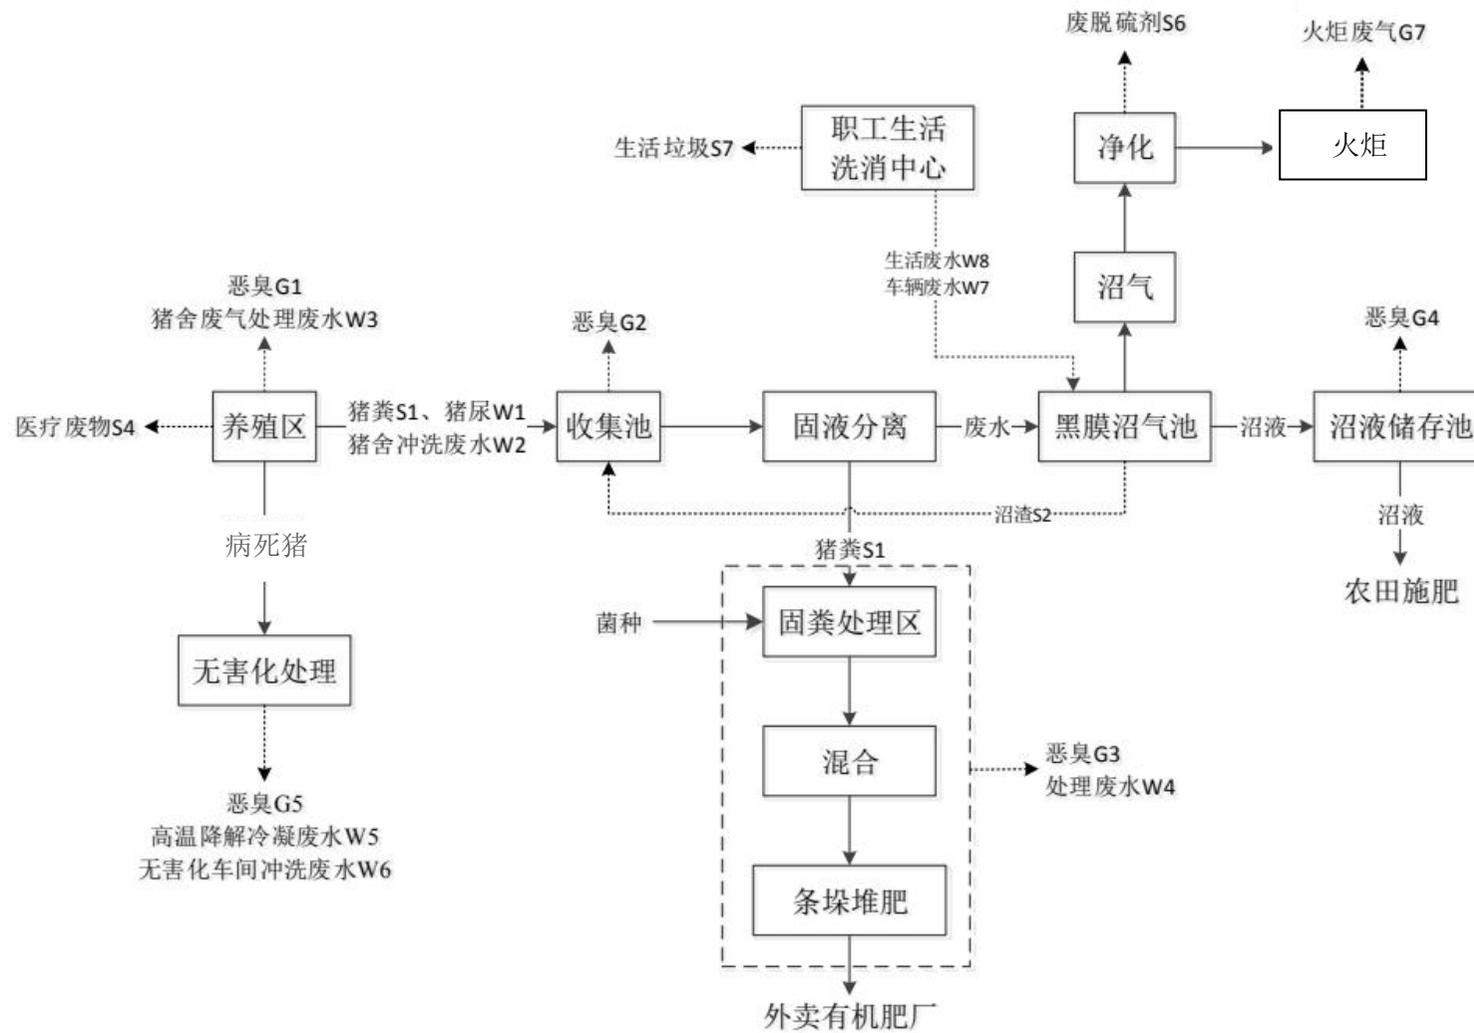 废脱硫剂S6
火炬废气G7
职工生活
洗消中心
生活垃圾S7
净化
火炬
生活废水W8
车辆废水W7
沼气
恶臭G1
猪舍废气处理废水W3
恶臭G2
恶臭G4
医疗废物S4
养殖区
猪粪S1、猪尿W1
猪舍冲洗废水W2
收集池
固液分离
废水
黑膜沼气池
沼液
沼液储存池
沼渣S2
沼液
病死猪
猪粪S1
农田施肥
菌种
固粪处理区
无害化处理
混合
恶臭G3
处理废水W4
恶臭G5
高温降解冷凝废水W5
无害化车间冲洗废水W6
条垛堆肥
外卖有机肥厂